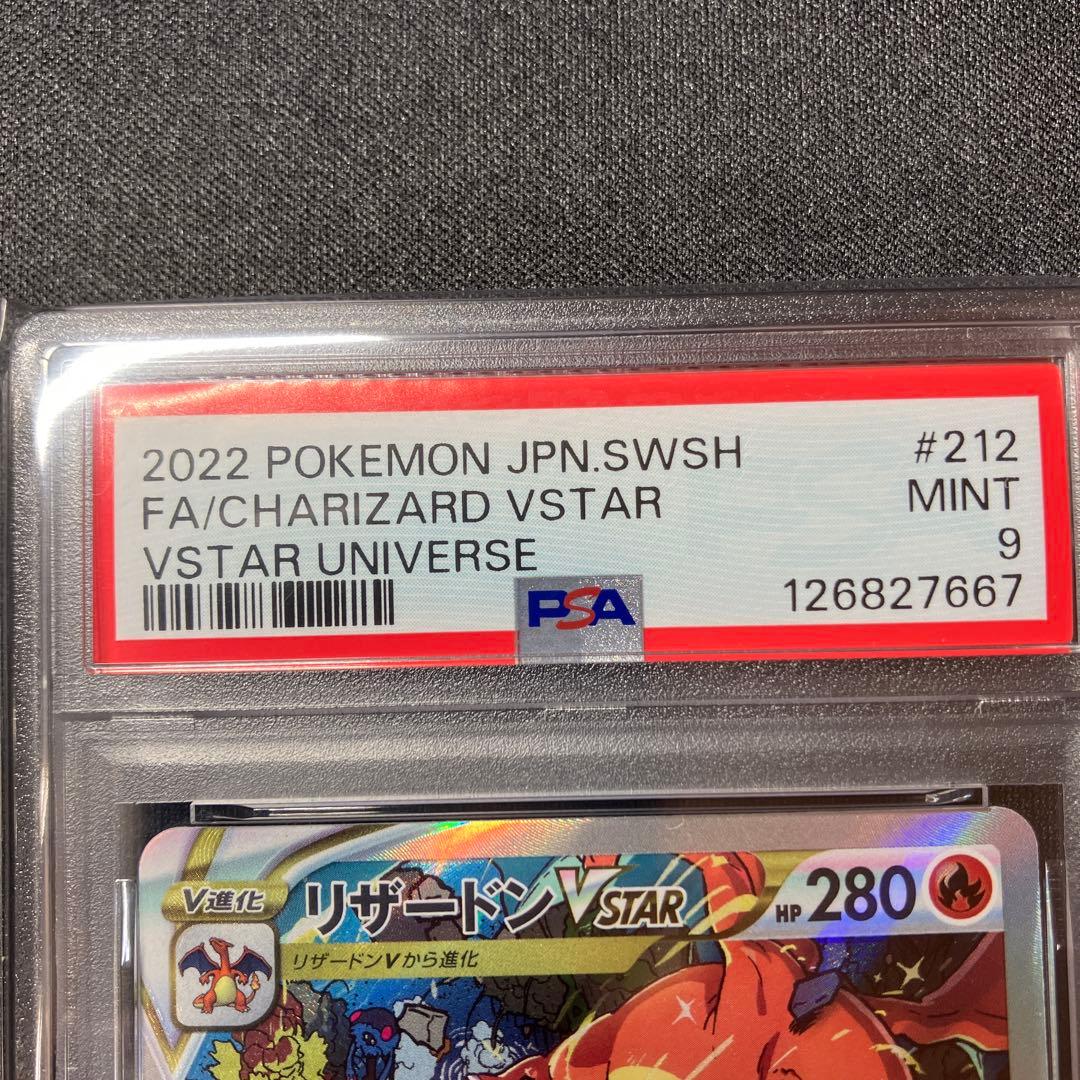 2022 POKEMON JPN.SWSH #212
FA/CHARIZARD VSTAR MINT
VSTAR UNIVERSE 9
PSA 126827667
V進化 リザードンVSTAR HP 280
リザードンVから進化